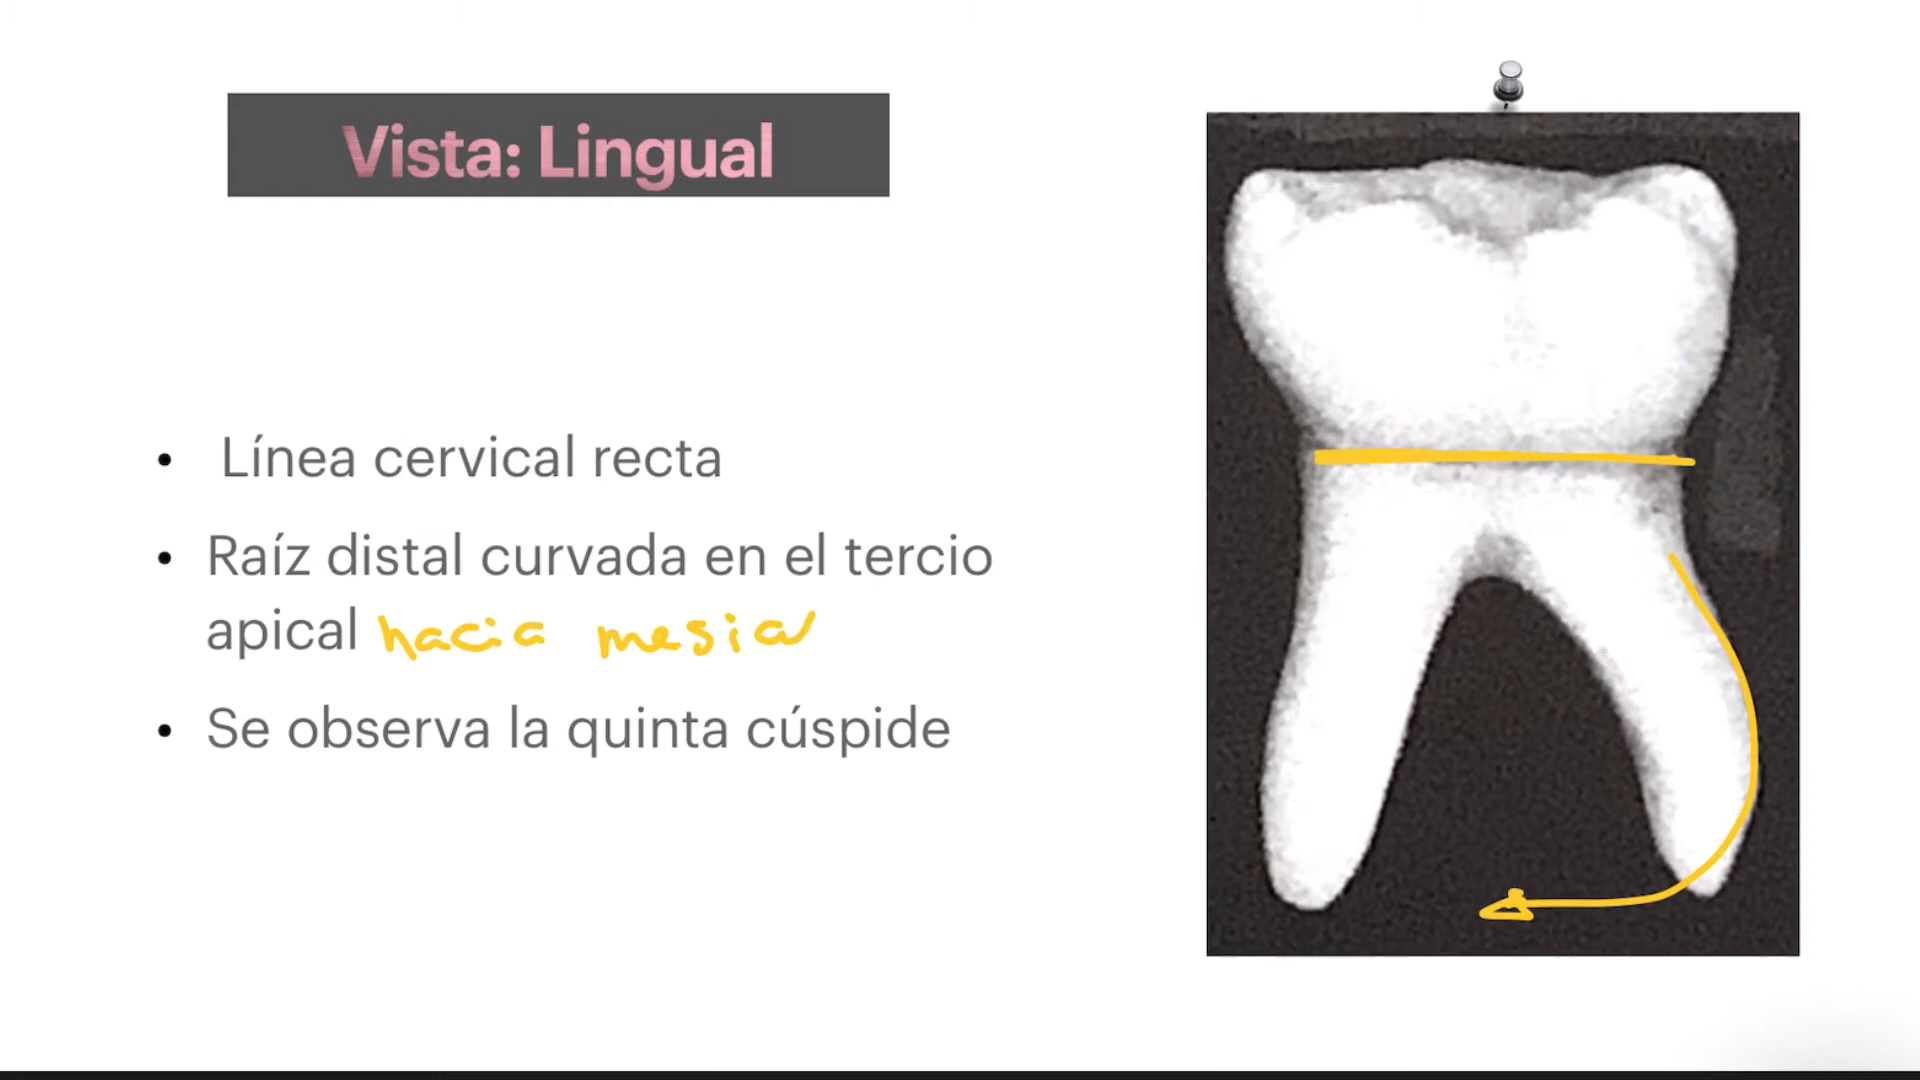 Vista: Lingual
• Línea cervical recta
• Raíz distal curvada en el tercio
apical hacia mesial
• Se observa la quinta cúspide